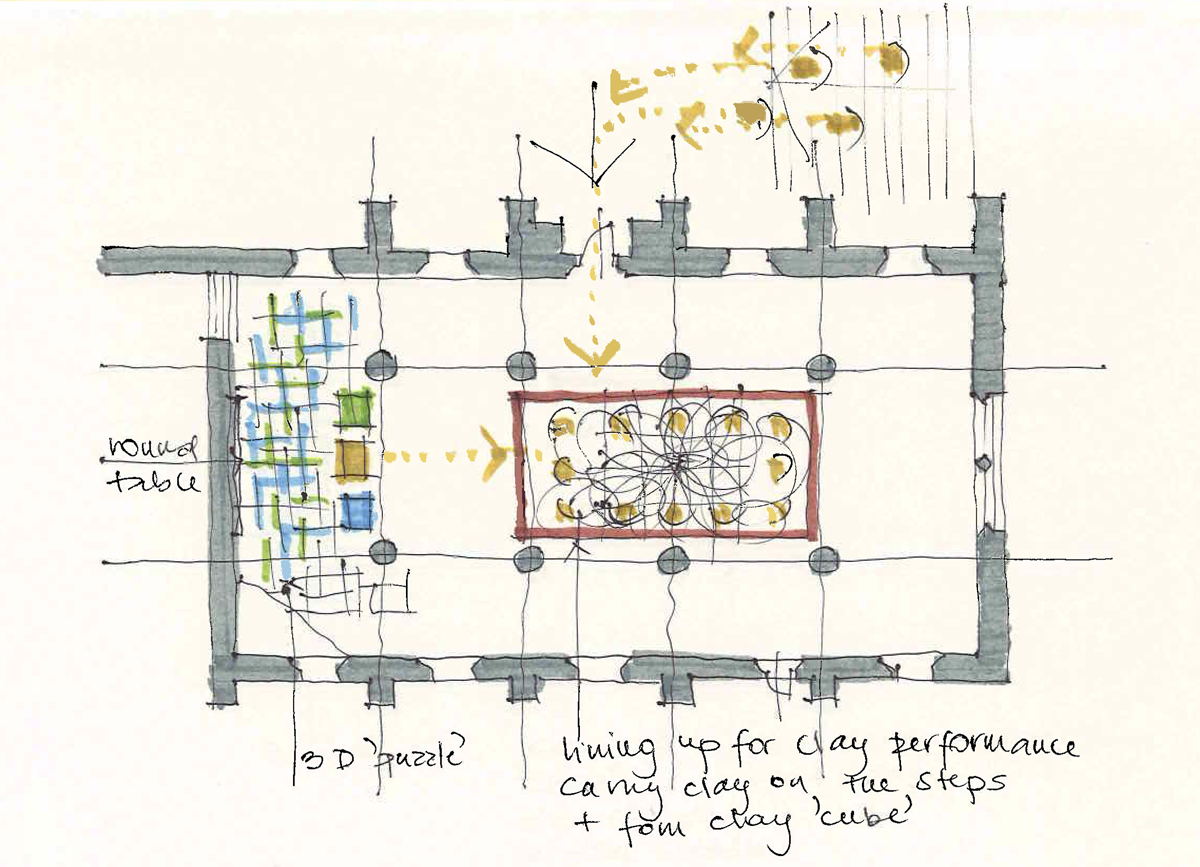 round
table
3D 'puzzle'
lining up for clay performance
carry clay on the steps
+ form clay 'cube'